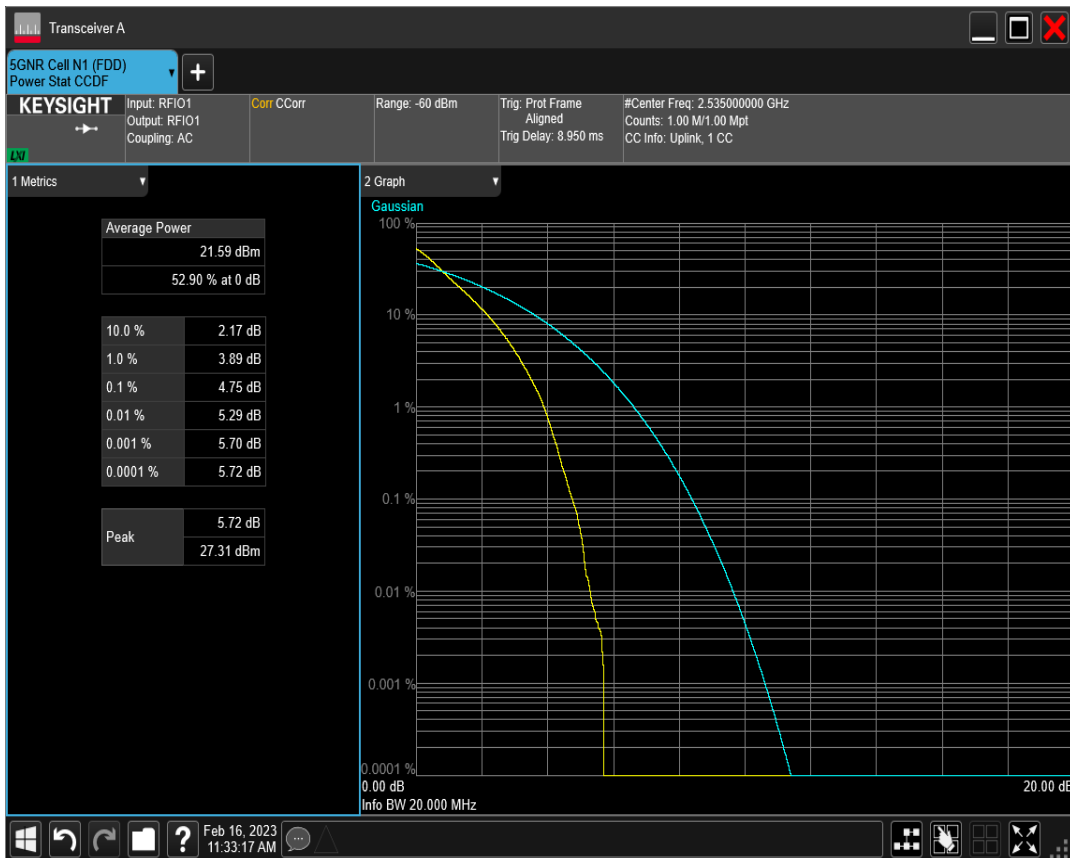 Transceiver A
5GNR Cell N1 (FDD)
Power Stat CCDF
KEYSIGHT
LXI
Input: RFIO1
Output: RFIO1
Coupling: AC
Corr CCorr
Range: -60 dBm
Trig: Prot Frame
Aligned
Trig Delay: 8.950 ms
#Center Freq: 2.535000000 GHz
Counts: 1.00 M/1.00 Mpt
CC Info: Uplink, 1 CC
1 Metrics
Average Power
21.59 dBm
52.90 % at 0 dB
10.0 % 2.17 dB
1.0 % 3.89 dB
0.1 % 4.75 dB
0.01 % 5.29 dB
0.001 % 5.70 dB
0.0001 % 5.72 dB
Peak
5.72 dB
27.31 dBm
2 Graph
Gaussian
100 %
10 %
1 %
0.1 %
0.01 %
0.001 %
0.0001 %
0.00 dB 20.00 dB
Info BW 20.000 MHz
?
Feb 16, 2023
11:33:17 AM